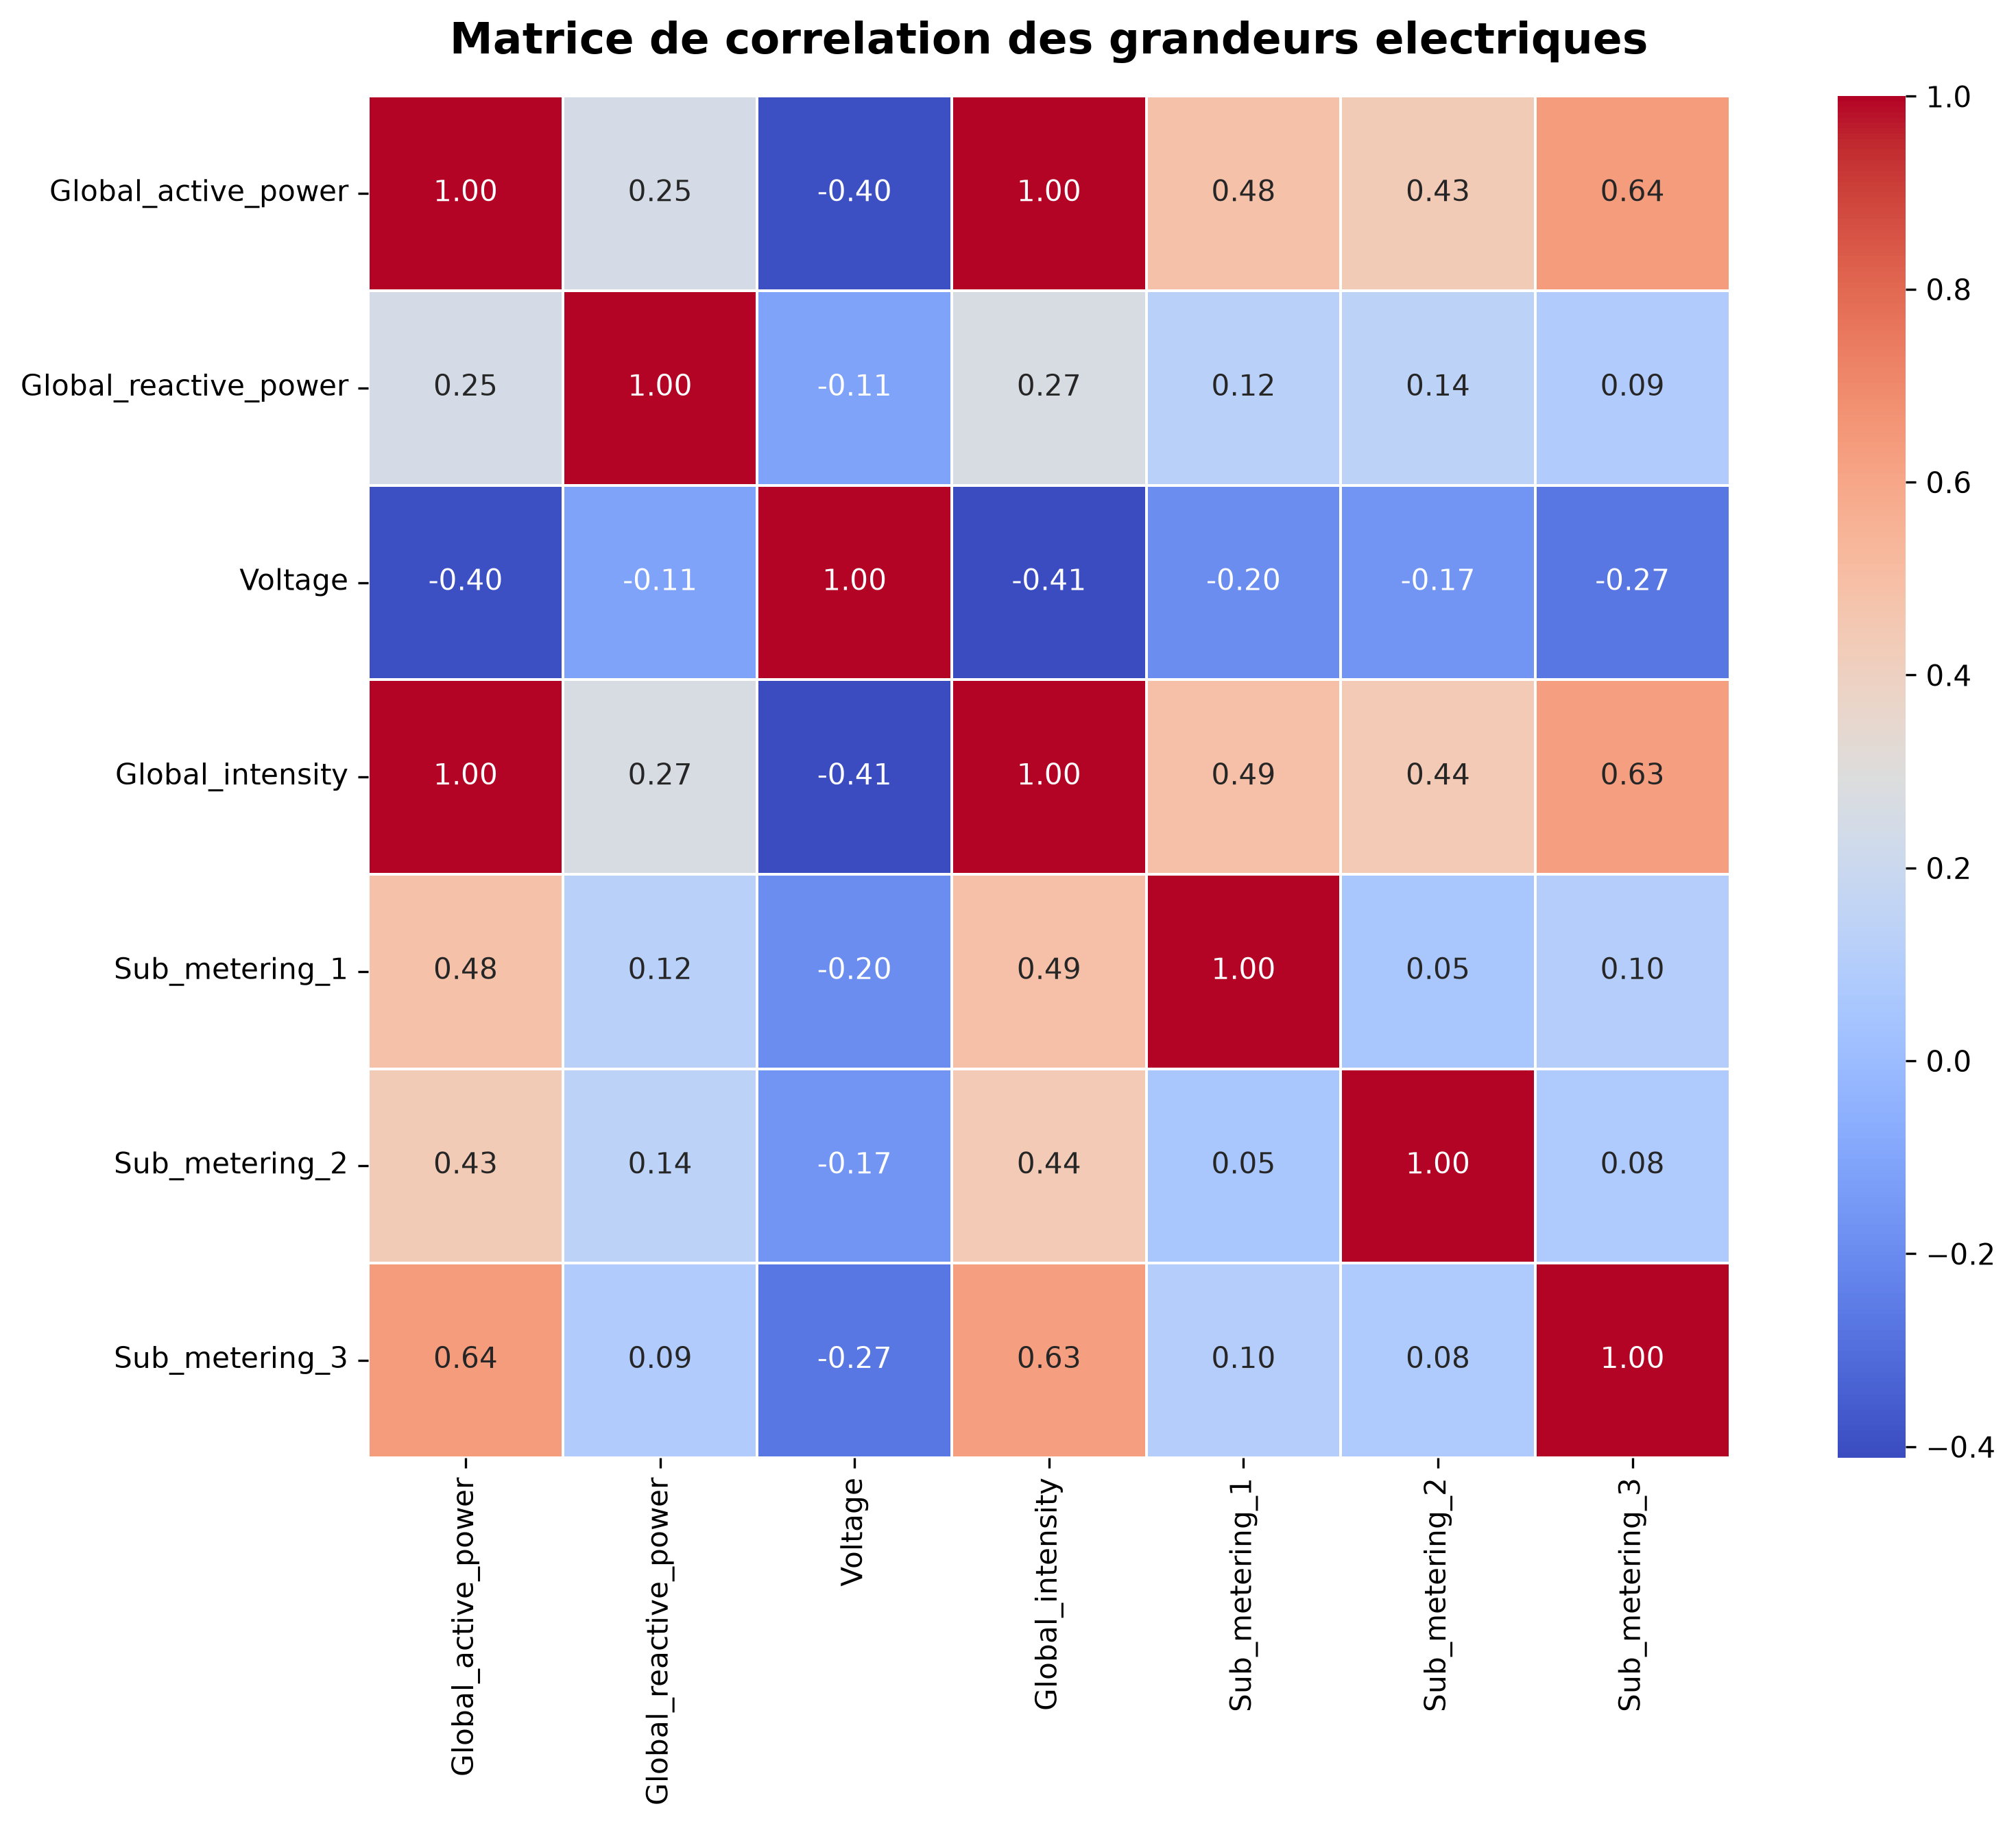 Matrice de correlation des grandeurs electriques
Global_active_power 1.00 0.25 -0.40 1.00 0.48 0.43 0.64
Global_reactive_power 0.25 1.00 -0.11 0.27 0.12 0.14 0.09
Voltage -0.40 -0.11 1.00 -0.41 -0.20 -0.17 -0.27
Global_intensity 1.00 0.27 -0.41 1.00 0.49 0.44 0.63
Sub_metering_1 0.48 0.12 -0.20 0.49 1.00 0.05 0.10
Sub_metering_2 0.43 0.14 -0.17 0.44 0.05 1.00 0.08
Sub_metering_3 0.64 0.09 -0.27 0.63 0.10 0.08 1.00
Global_active_power
Global_reactive_power
Voltage
Global_intensity
Sub_metering_1
Sub_metering_2
Sub_metering_3
1.0
0.8
0.6
0.4
0.2
0.0
−0.2
−0.4